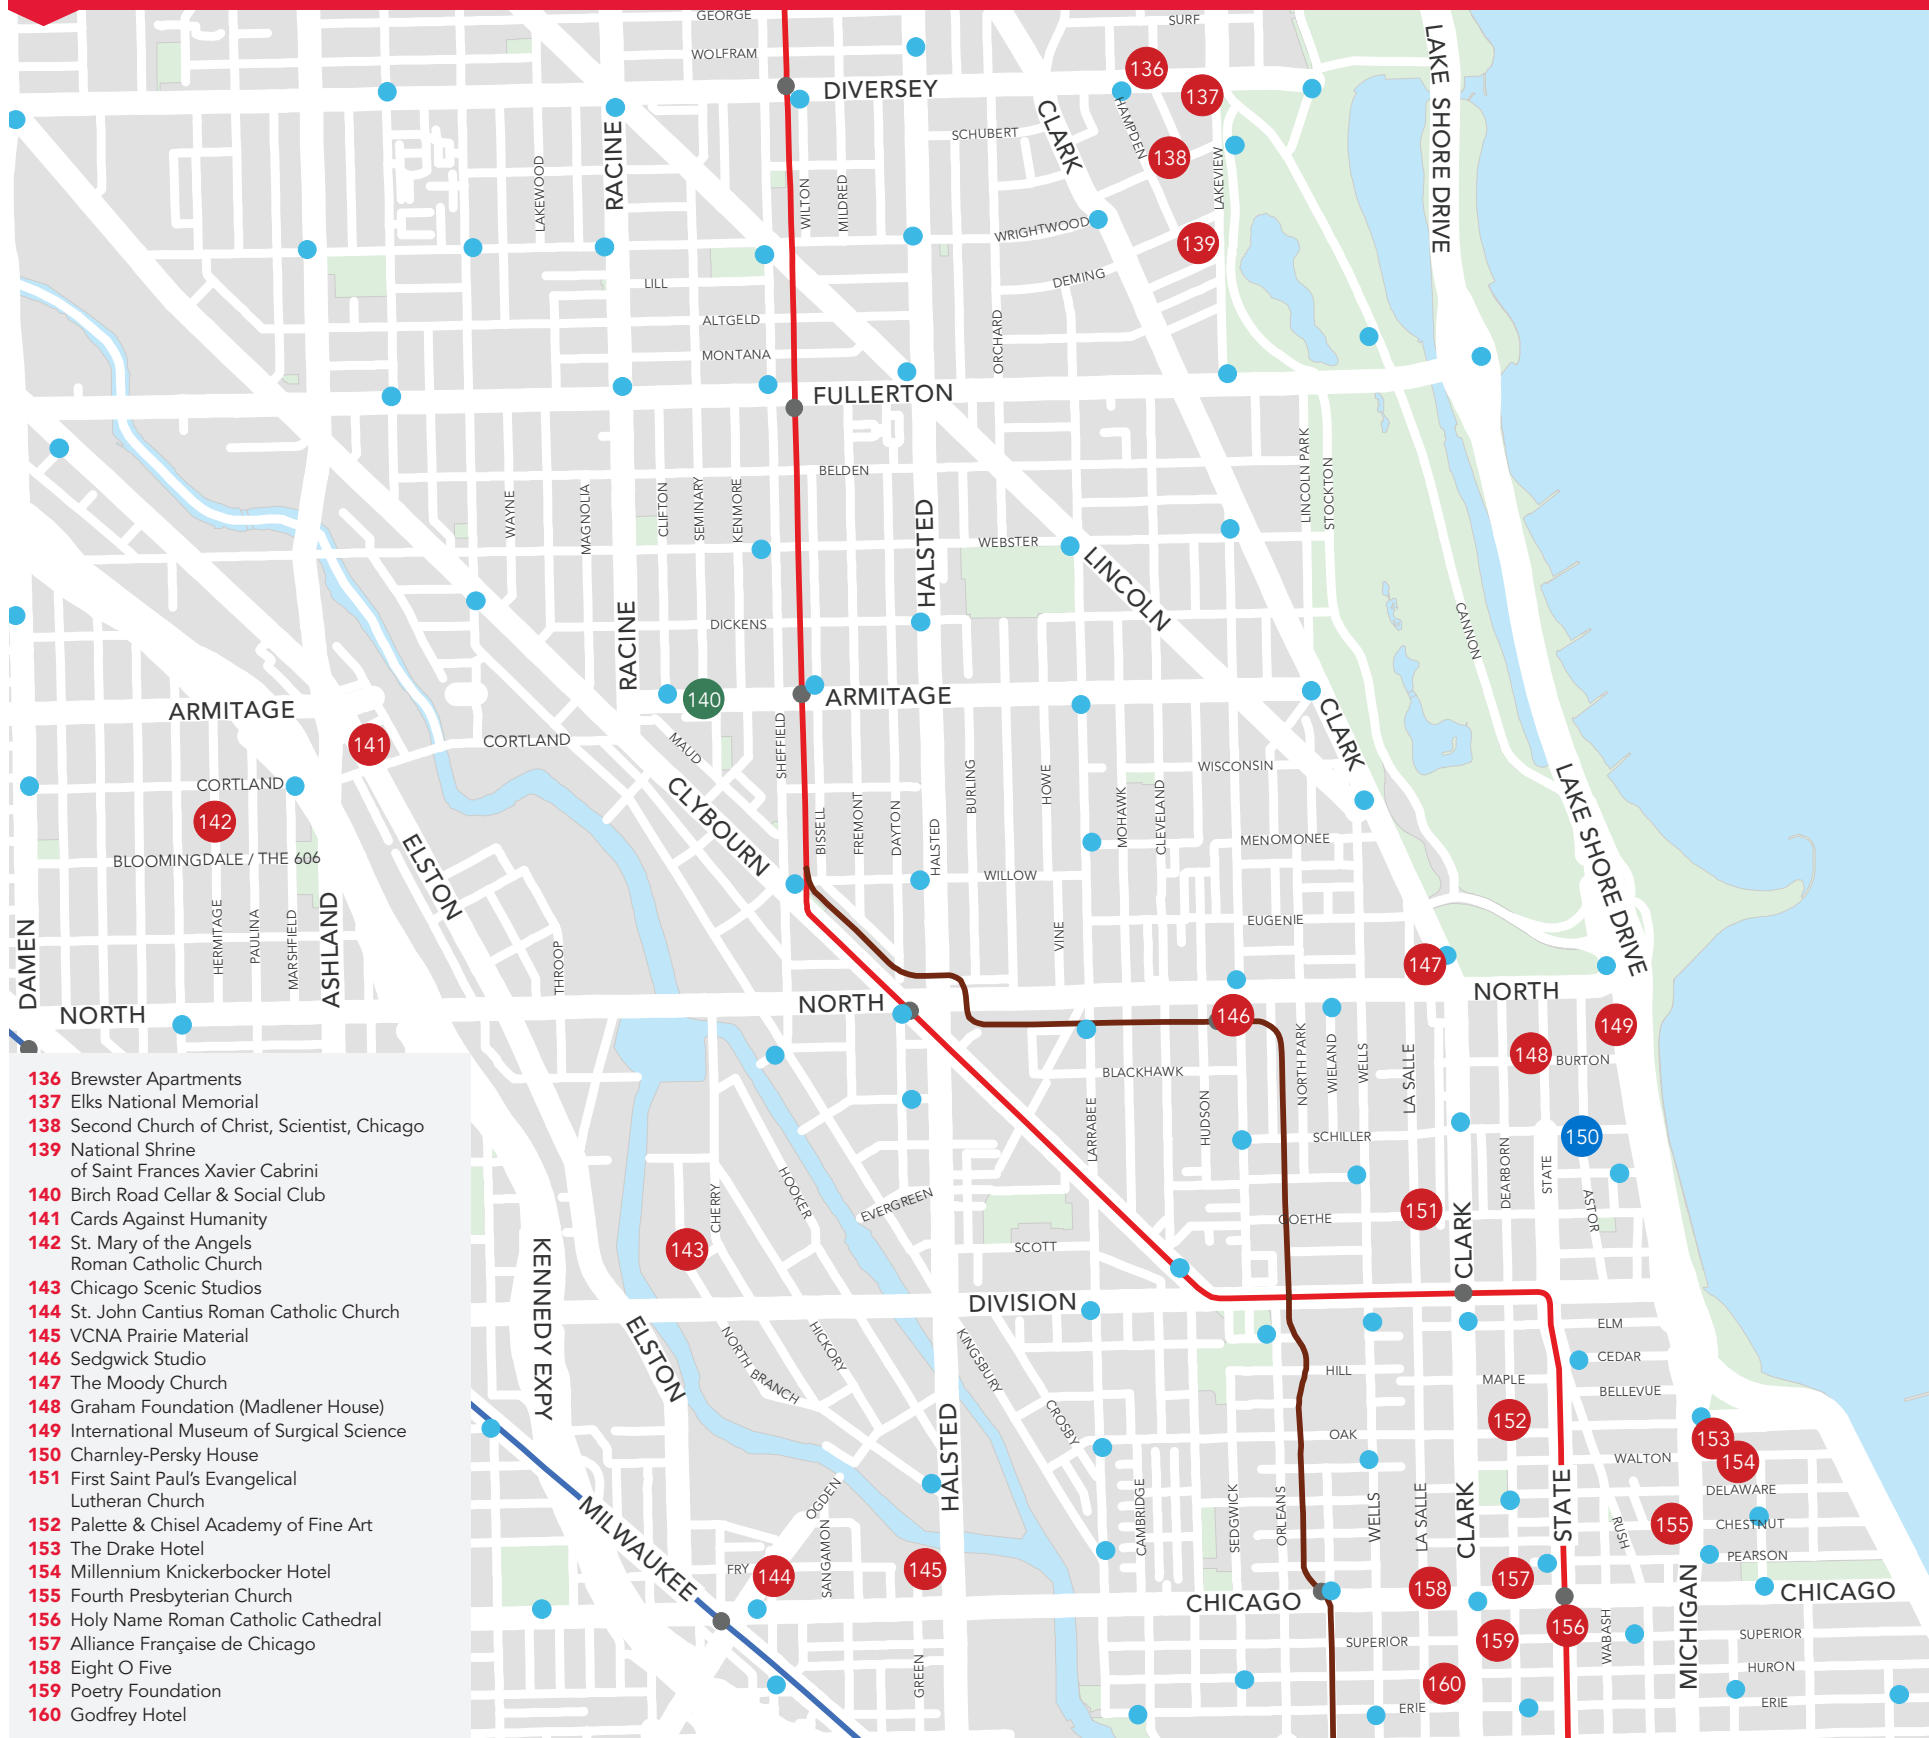 GEORGE
SURF
WOLFRAM
LAKE SHORE DRIVE
136
DIVERSEY
137
CLARK
HAMPDEN
SCHUBERT
RACINE
138
LAKEWOOD
WILTON
MILDRED
LAKEVIEW
WRIGHTWOOD
139
DEMING
LILL
ALTGELD
ORCHARD
MONTANA
FULLERTON
BELDEN
LINCOLN PARK
STOCKTON
WAYNE
MAGNOLIA
CLIFTON
SEMINARY
KENMORE
HALSTED
WEBSTER
LINCOLN
RACINE
DICKENS
CANNON
140
ARMITAGE
ARMITAGE
CLARK
141
CORTLAND
MAUD
SHEFFIELD
WISCONSIN
CORTLAND
CLYBOURN
BURLING
HOWE
MOHAWK
CLEVELAND
LAKE SHORE DRIVE
142
BISSELL
FREMONT
DAYTON
HALSTED
MENOMONEE
BLOOMINGDALE / THE 606
ELSTON
WILLOW
HERMITAGE
PAULINA
MARSHFIELD
ASHLAND
DAMEN
THROOP
VINE
EUGENIE
147
NORTH
NORTH
NORTH
146
149
148
BURTON
NORTH PARK
WIELAND
WELLS
LA SALLE
BLACKHAWK
LARRABEE
HUDSON
SCHILLER
150
DEARBORN
STATE
ASTOR
HOOKER
CHERRY
EVERGREEN
151
GOETHE
CLARK
143
SCOTT
KENNEDY EXPY
DIVISION
ELSTON
NORTH BRANCH
HICKORY
KINGSBURY
ELM
CEDAR
HILL
MAPLE
BELLEVUE
152
CROSBY
OAK
153
154
HALSTED
WALTON
DELAWARE
OGDEN
CAMBRIDGE
SEDGWICK
ORLEANS
WELLS
LA SALLE
CLARK
STATE
RUSH
155
CHESTNUT
MILWAUKEE
SANGAMON
PEARSON
FRY
144
145
157
158
CHICAGO
CHICAGO
MICHIGAN
156
WABASH
159
SUPERIOR
SUPERIOR
GREEN
160
HURON
ERIE
ERIE
136 Brewster Apartments
137 Elks National Memorial
138 Second Church of Christ, Scientist, Chicago
139 National Shrine
of Saint Frances Xavier Cabrini
140 Birch Road Cellar & Social Club
141 Cards Against Humanity
142 St. Mary of the Angels
Roman Catholic Church
143 Chicago Scenic Studios
144 St. John Cantius Roman Catholic Church
145 VCNA Prairie Material
146 Sedgwick Studio
147 The Moody Church
148 Graham Foundation (Madlener House)
149 International Museum of Surgical Science
150 Charnley-Persky House
151 First Saint Paul's Evangelical
Lutheran Church
152 Palette & Chisel Academy of Fine Art
153 The Drake Hotel
154 Millennium Knickerbocker Hotel
155 Fourth Presbyterian Church
156 Holy Name Roman Catholic Cathedral
157 Alliance Française de Chicago
158 Eight O Five
159 Poetry Foundation
160 Godfrey Hotel